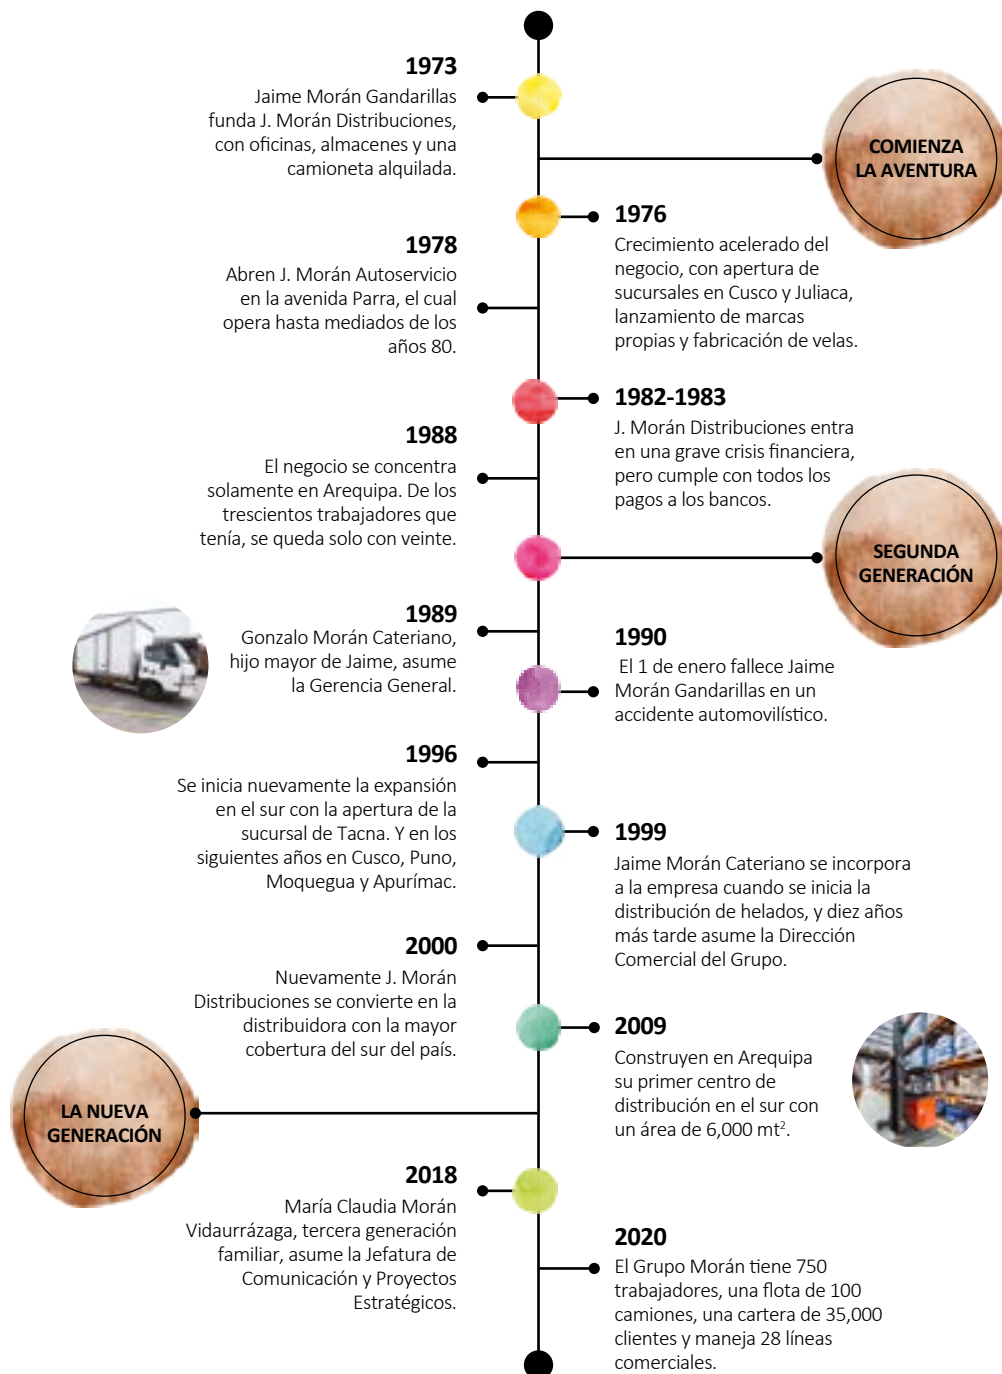 1973
Jaime Morán Gandarillas
funda J. Morán Distribuciones,
con oficinas, almacenes y una
camioneta alquilada.
COMIENZA
LA AVENTURA
1976
Crecimiento acelerado del
negocio, con apertura de
sucursales en Cusco y Juliaca,
lanzamiento de marcas
propias y fabricación de velas.
1978
Abren J. Morán Autoservicio
en la avenida Parra, el cual
opera hasta mediados de los
años 80.
1982-1983
J. Morán Distribuciones entra
en una grave crisis financiera,
pero cumple con todos los
pagos a los bancos.
1988
El negocio se concentra
solamente en Arequipa. De los
trescientos trabajadores que
tenía, se queda solo con veinte.
SEGUNDA
GENERACIÓN
1989
Gonzalo Morán Cateriano,
hijo mayor de Jaime, asume
la Gerencia General.
1990
El 1 de enero fallece Jaime
Morán Gandarillas en un
accidente automovilístico.
1996
Se inicia nuevamente la expansión
en el sur con la apertura de la
sucursal de Tacna. Y en los
siguientes años en Cusco, Puno,
Moquegua y Apurímac.
1999
Jaime Morán Cateriano se incorpora
a la empresa cuando se inicia la
distribución de helados, y diez años
más tarde asume la Dirección
Comercial del Grupo.
2000
Nuevamente J. Morán
Distribuciones se convierte en la
distribuidora con la mayor
cobertura del sur del país.
2009
Construyen en Arequipa
su primer centro de
distribución en el sur con
un área de 6,000 mt².
LA NUEVA
GENERACIÓN
2018
María Claudia Morán
Vidaurrázaga, tercera generación
familiar, asume la Jefatura de
Comunicación y Proyectos
Estratégicos.
2020
El Grupo Morán tiene 750
trabajadores, una flota de 100
camiones, una cartera de 35,000
clientes y maneja 28 líneas
comerciales.